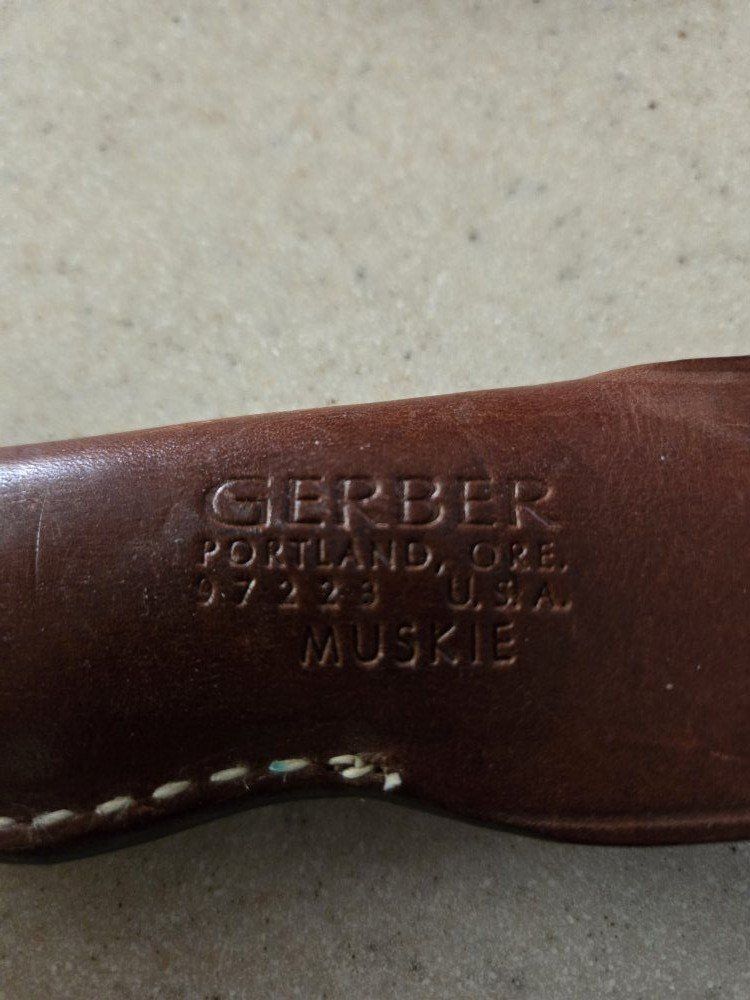 GERBER
PORTLAND, ORE.
97223 U.S.A.
MUSKIE